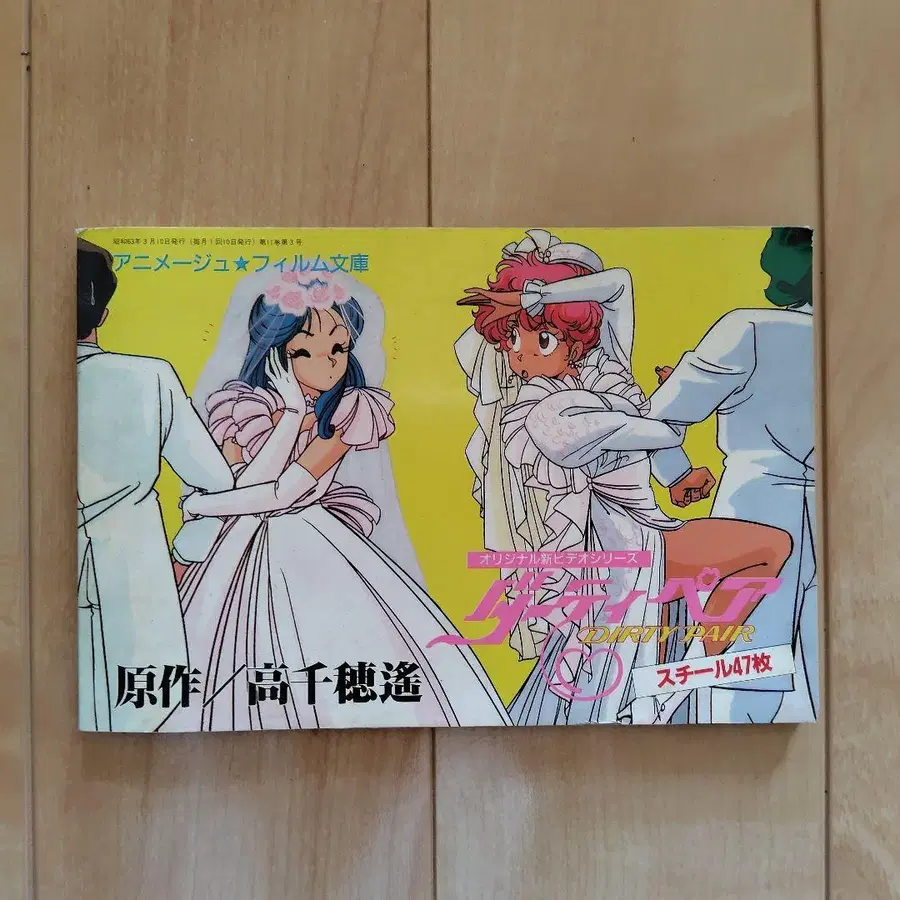 昭和63年3月10日発行(毎月1回10日発行)第11巻第3号
アニメージュ★フィルム文庫
オリジナル新ビデオシリーズ
ダーティペア
DIRTY PAIR
スチール47枚
原作/高千穂遙